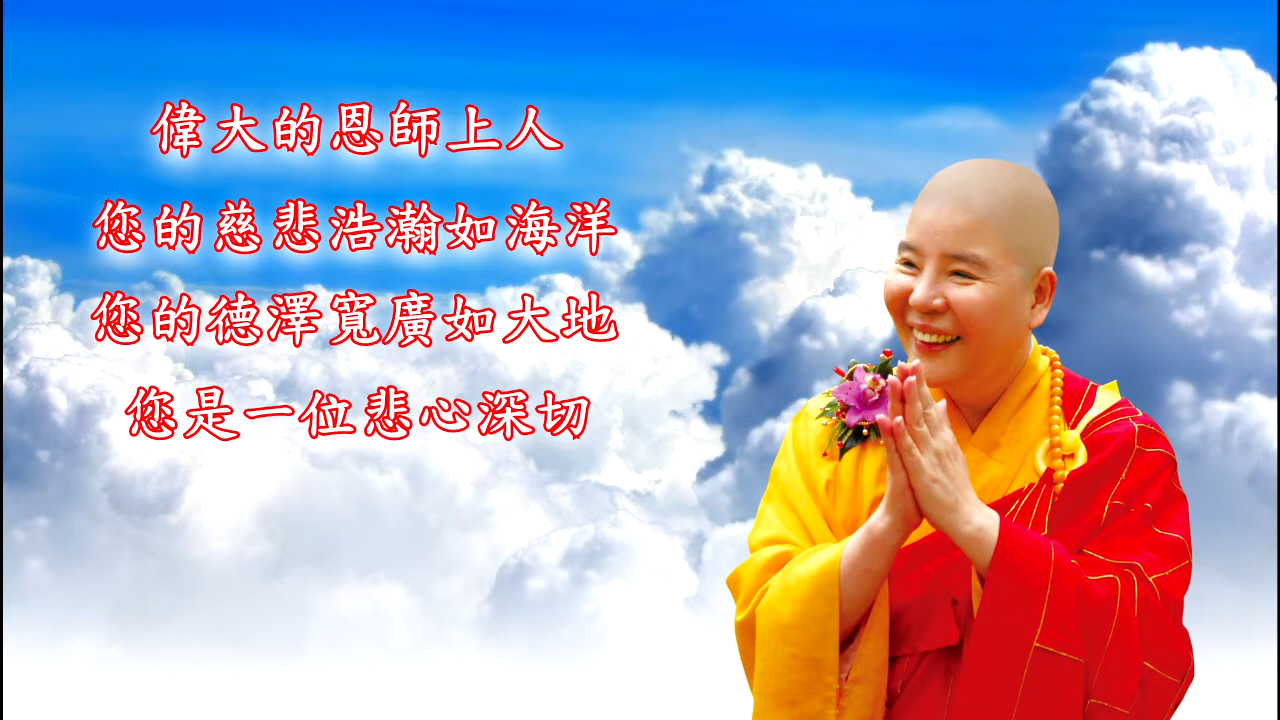 偉大的恩師上人
您的慈悲浩瀚如海洋
您的德澤寬廣如大地
您是一位悲心深切